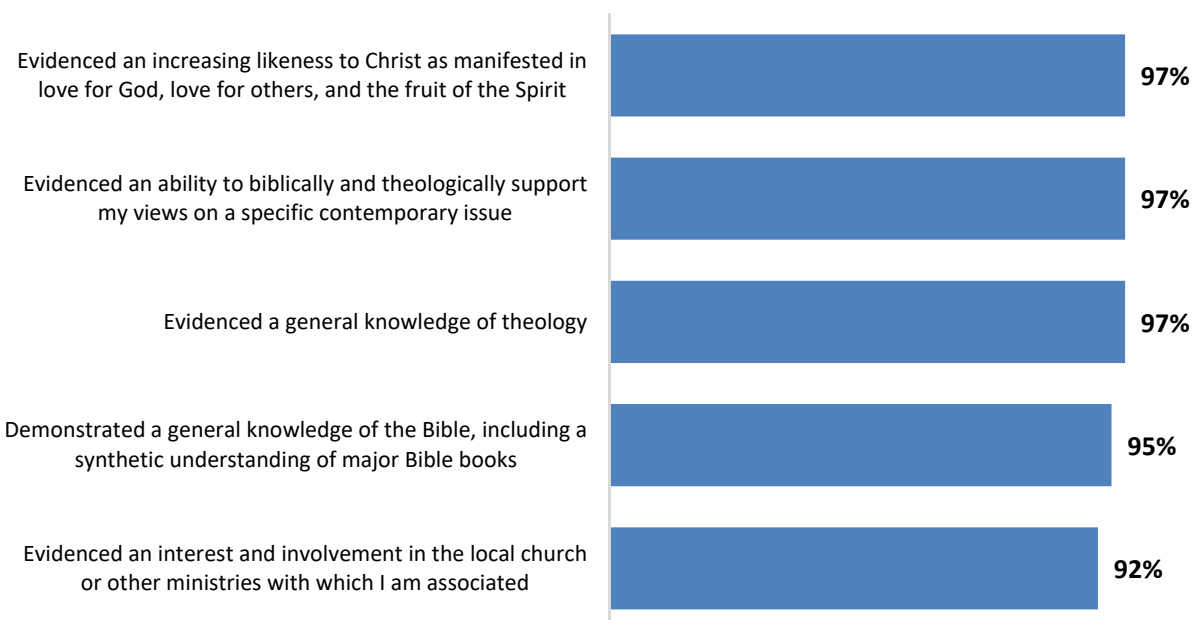 Evidenced an increasing likeness to Christ as manifested in
love for God, love for others, and the fruit of the Spirit
97%
Evidenced an ability to biblically and theologically support
my views on a specific contemporary issue
97%
Evidenced a general knowledge of theology
97%
Demonstrated a general knowledge of the Bible, including a
synthetic understanding of major Bible books
95%
Evidenced an interest and involvement in the local church
or other ministries with which I am associated
92%